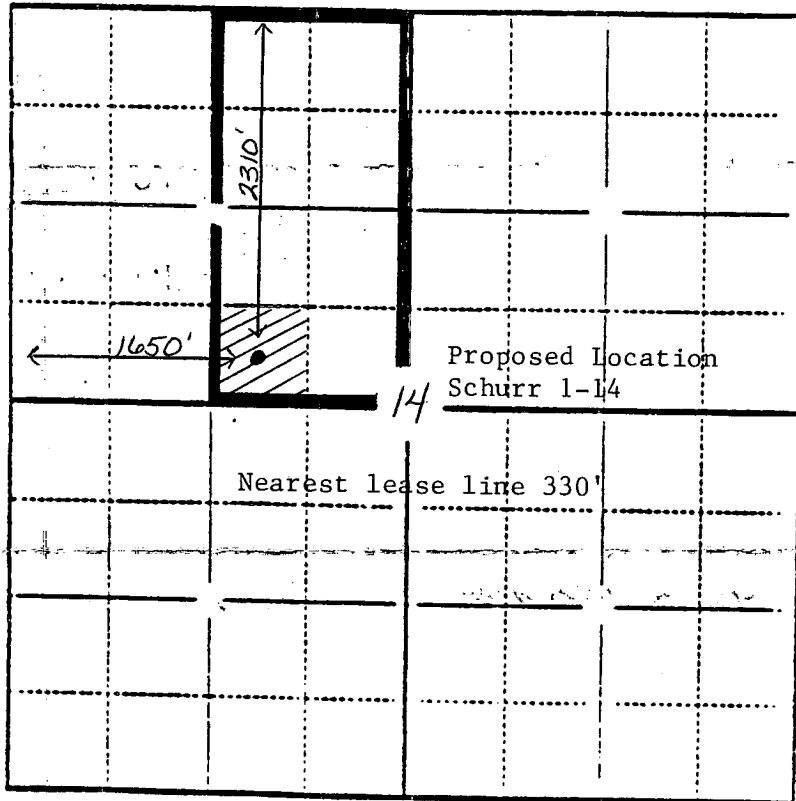 2310'
1650'
Proposed Location
Schurr 1-14
14
Nearest lease line 330'